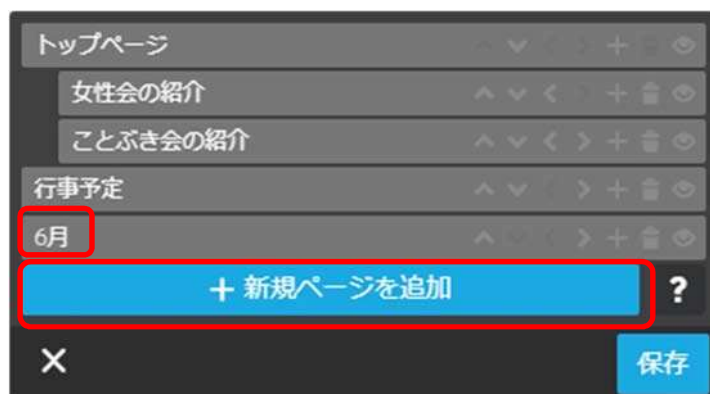 トップページ
女性会の紹介
ことぶき会の紹介
行事予定
6月
+ 新規ページを追加
?
保存